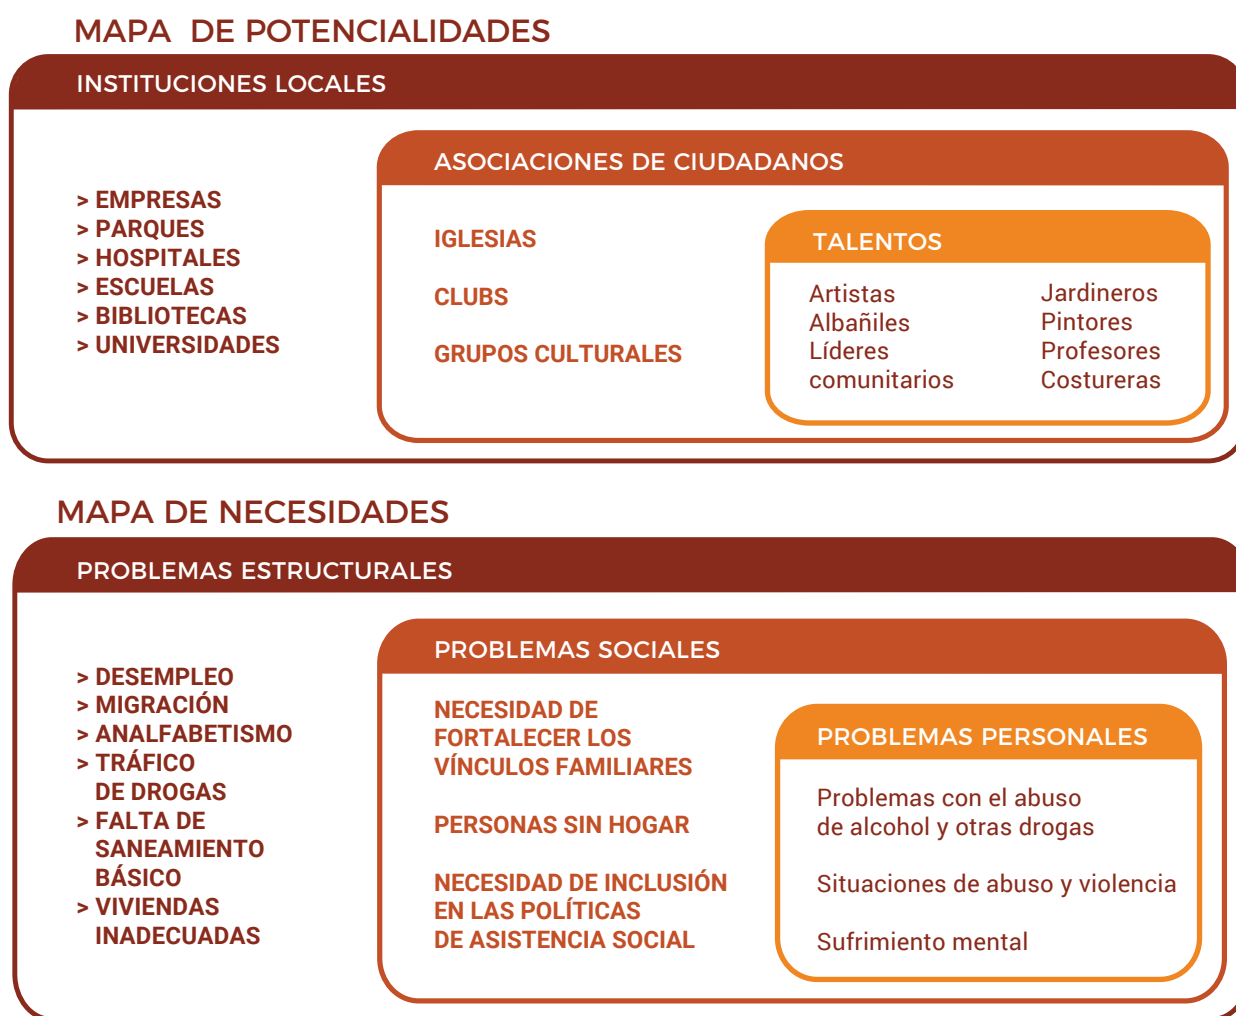 MAPA DE POTENCIALIDADES
INSTITUCIONES LOCALES
> EMPRESAS
> PARQUES
> HOSPITALES
> ESCUELAS
> BIBLIOTECAS
> UNIVERSIDADES
ASOCIACIONES DE CIUDADANOS
IGLESIAS
CLUBS
GRUPOS CULTURALES
TALENTOS
Artistas
Albañiles
Líderes
comunitarios
Jardineros
Pintores
Profesores
Costureras
MAPA DE NECESIDADES
PROBLEMAS ESTRUCTURALES
> DESEMPLEO
> MIGRACIÓN
> ANALFABETISMO
> TRÁFICO
DE DROGAS
> FALTA DE
SANEAMIENTO
BÁSICO
> VIVIENDAS
INADECUADAS
PROBLEMAS SOCIALES
NECESIDAD DE
FORTALECER LOS
VÍNCULOS FAMILIARES
PERSONAS SIN HOGAR
NECESIDAD DE INCLUSIÓN
EN LAS POLÍTICAS
DE ASISTENCIA SOCIAL
PROBLEMAS PERSONALES
Problemas con el abuso
de alcohol y otras drogas
Situaciones de abuso y violencia
Sufrimiento mental